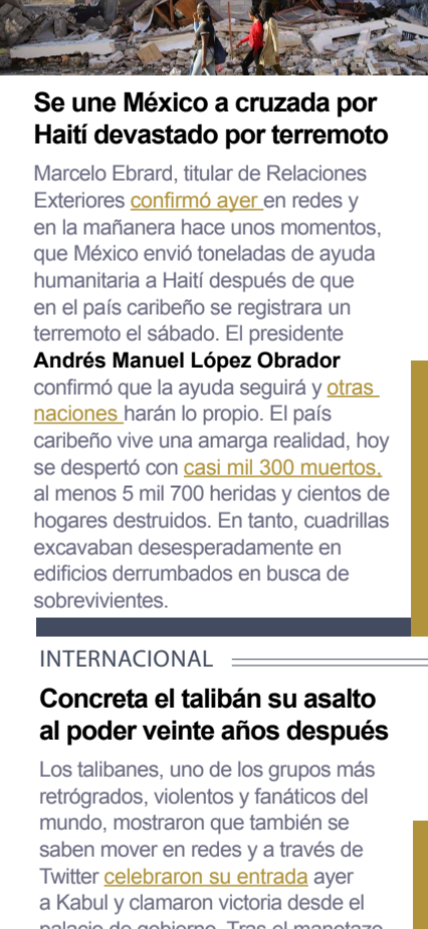 Se une México a cruzada por
Haití devastado por terremoto
Marcelo Ebrard, titular de Relaciones
Exteriores confirmó ayer en redes y
en la mañanera hace unos momentos,
que México envió toneladas de ayuda
humanitaria a Haití después de que
en el país caribeño se registrara un
terremoto el sábado. El presidente
Andrés Manuel López Obrador
confirmó que la ayuda seguirá y otras
naciones harán lo propio. El país
caribeño vive una amarga realidad, hoy
se despertó con casi mil 300 muertos,
al menos 5 mil 700 heridas y cientos de
hogares destruidos. En tanto, cuadrillas
excavaban desesperadamente en
edificios derrumbados en busca de
sobrevivientes.
INTERNACIONAL
Concreta el talibán su asalto
al poder veinte años después
Los talibanes, uno de los grupos más
retrógrados, violentos y fanáticos del
mundo, mostraron que también se
saben mover en redes y a través de
Twitter celebraron su entrada ayer
a Kabul y clamaron victoria desde el
palacio de gobierno. Tras el manotazo